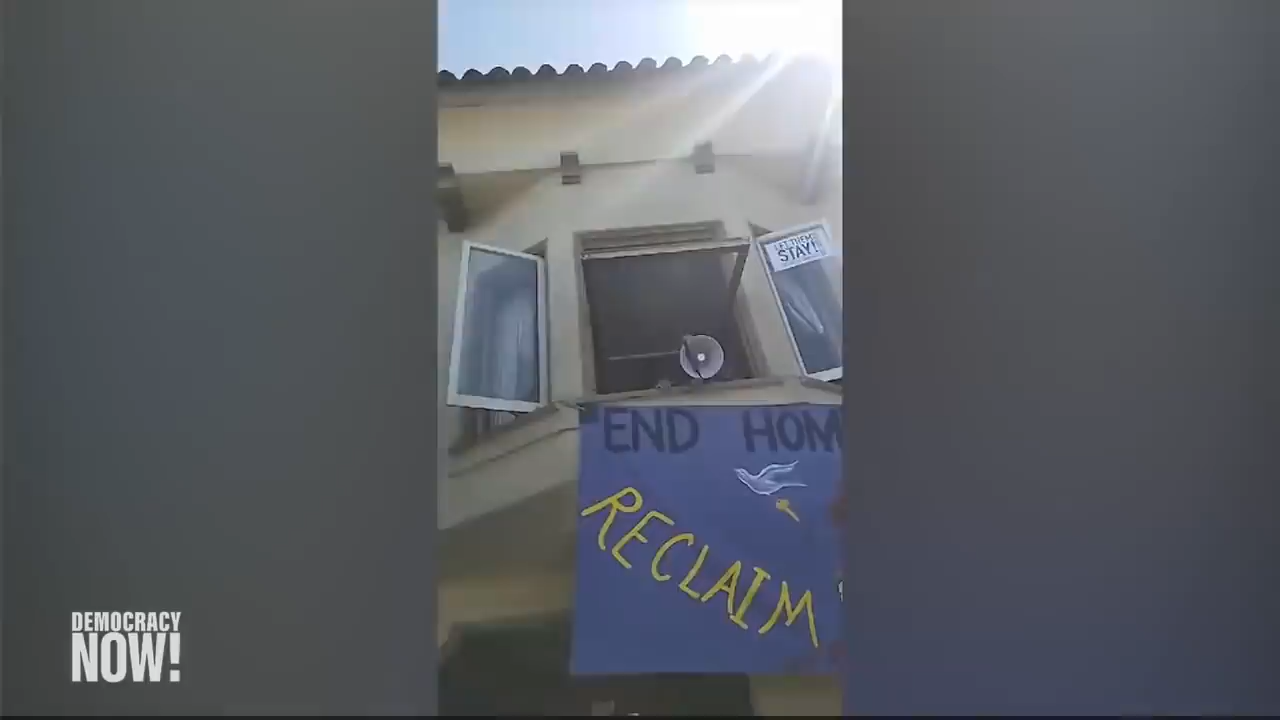 LET THEM
STAY!
END HOM
RECLAIM
DEMOCRACY
NOW!